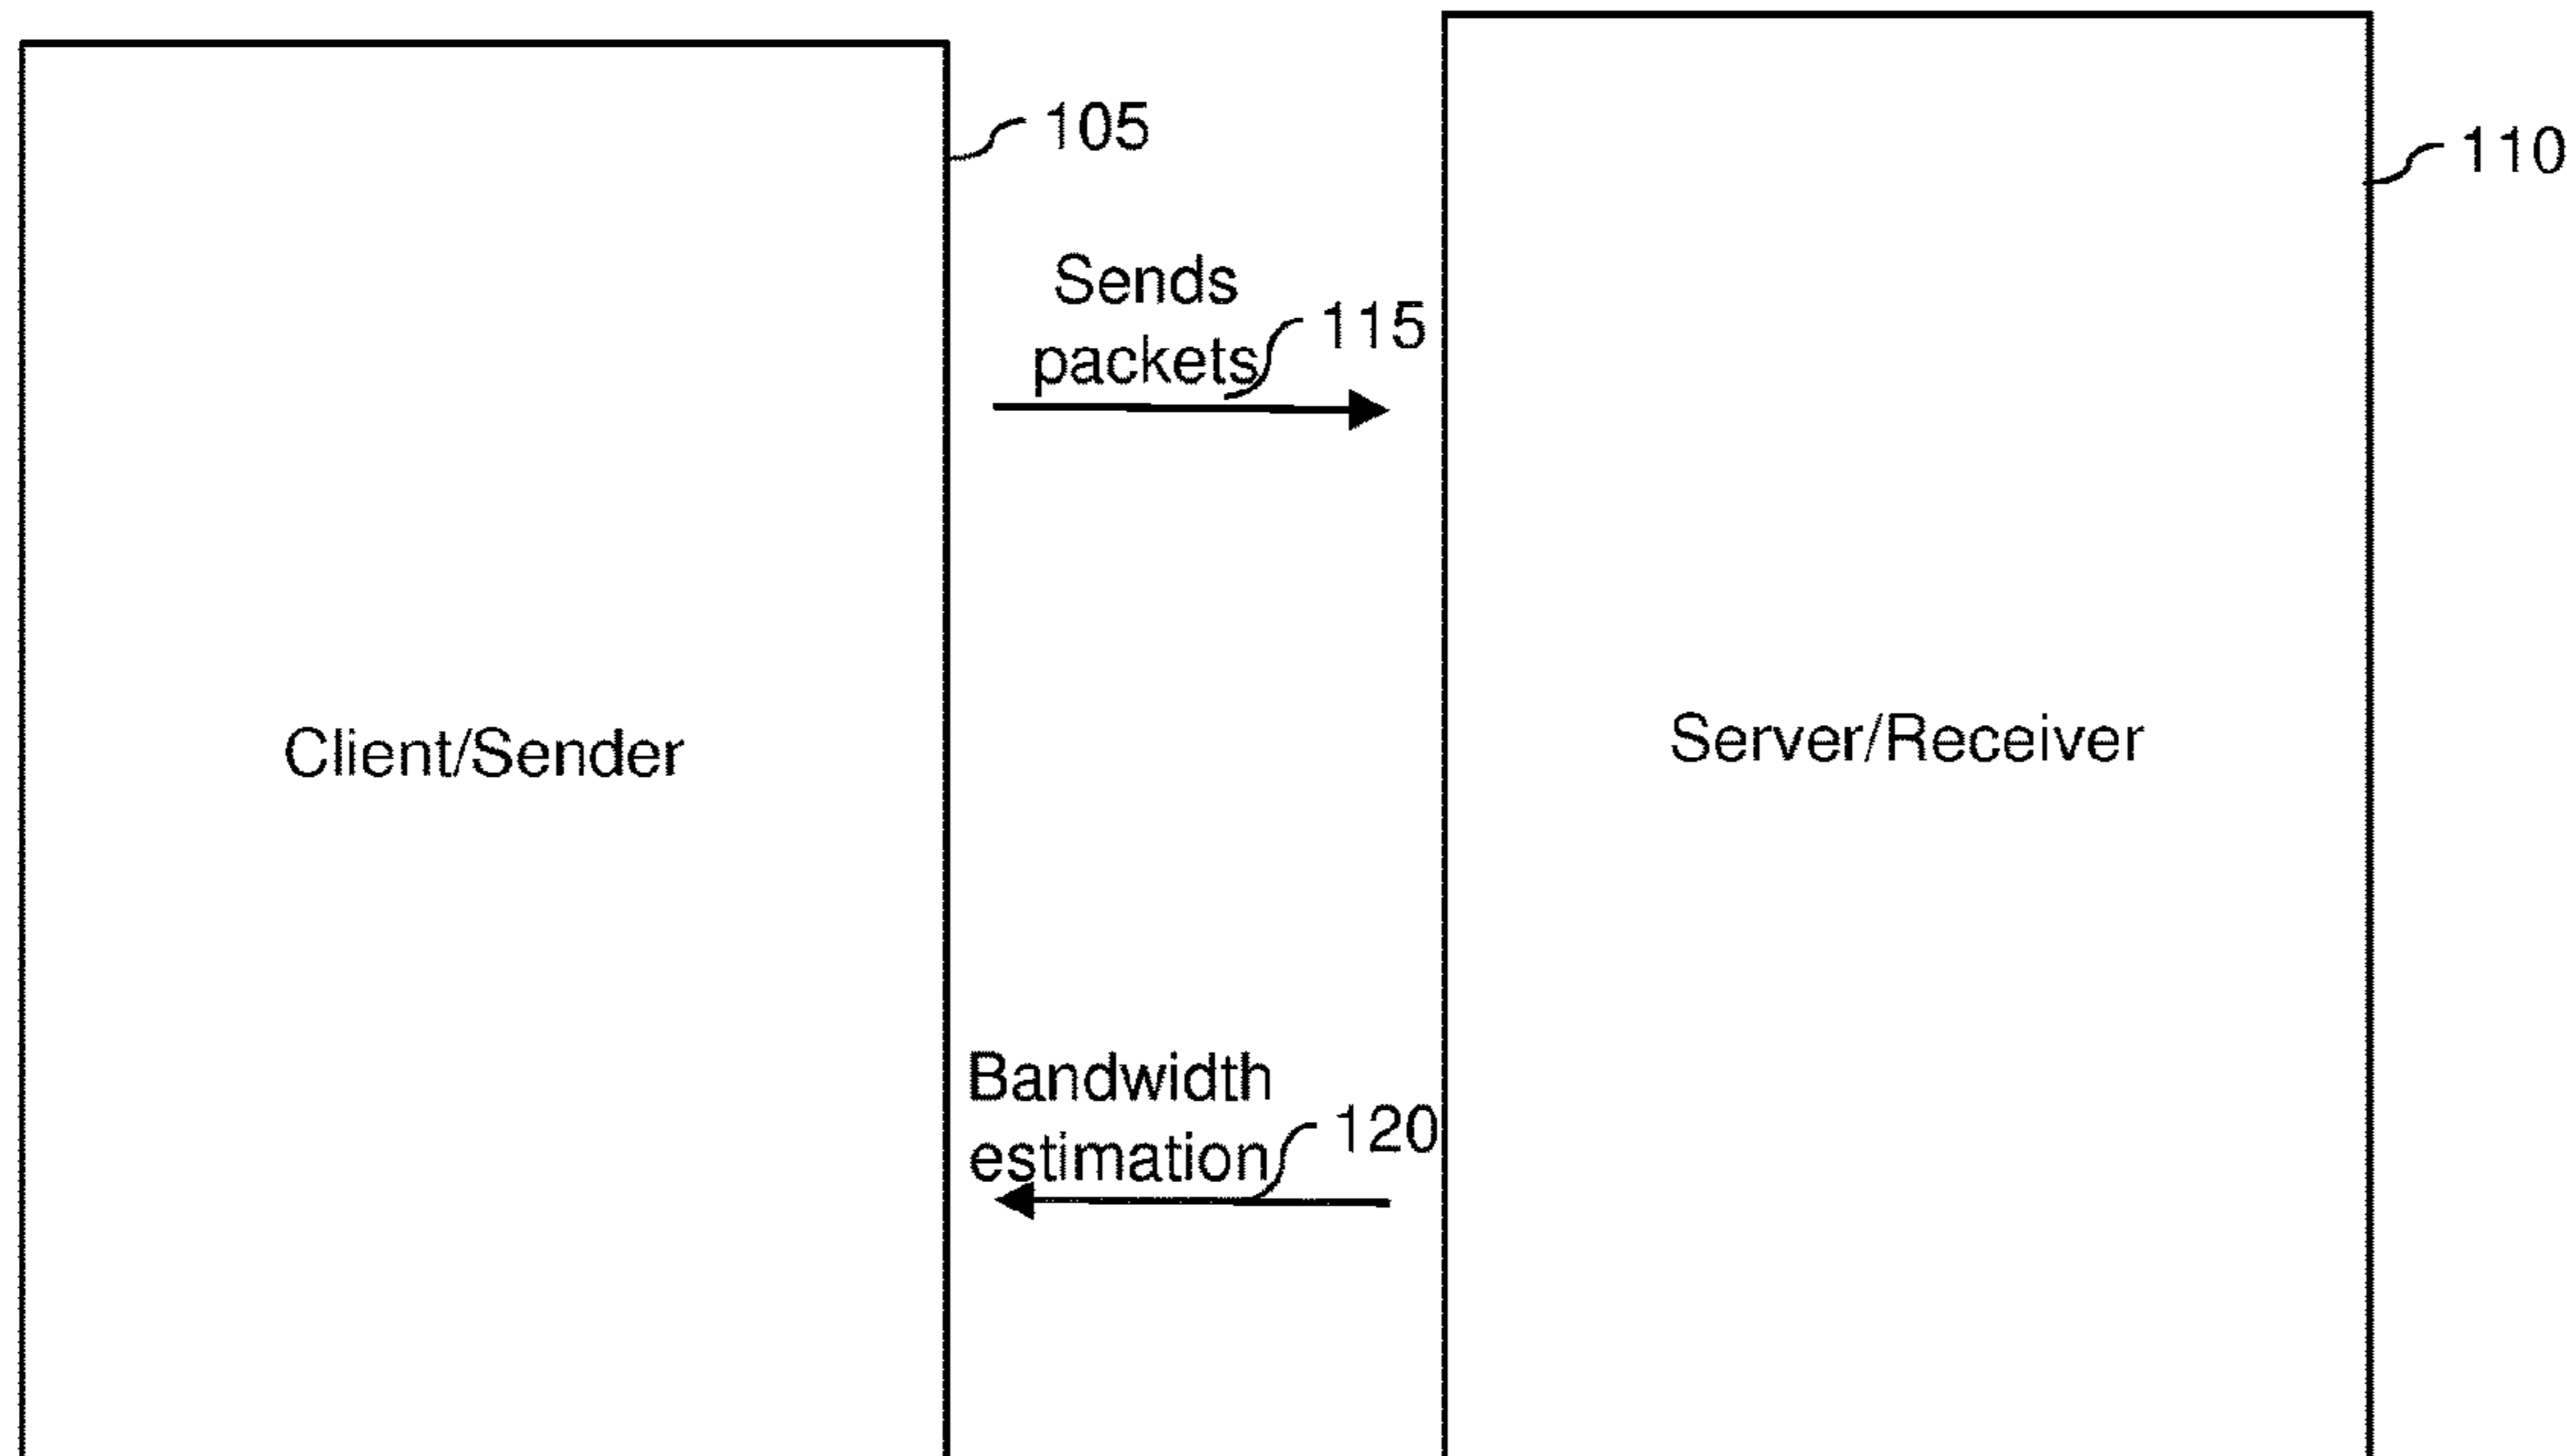 105
110
Sends
packets
115
Client/Sender
Server/Receiver
Bandwidth
estimation
120